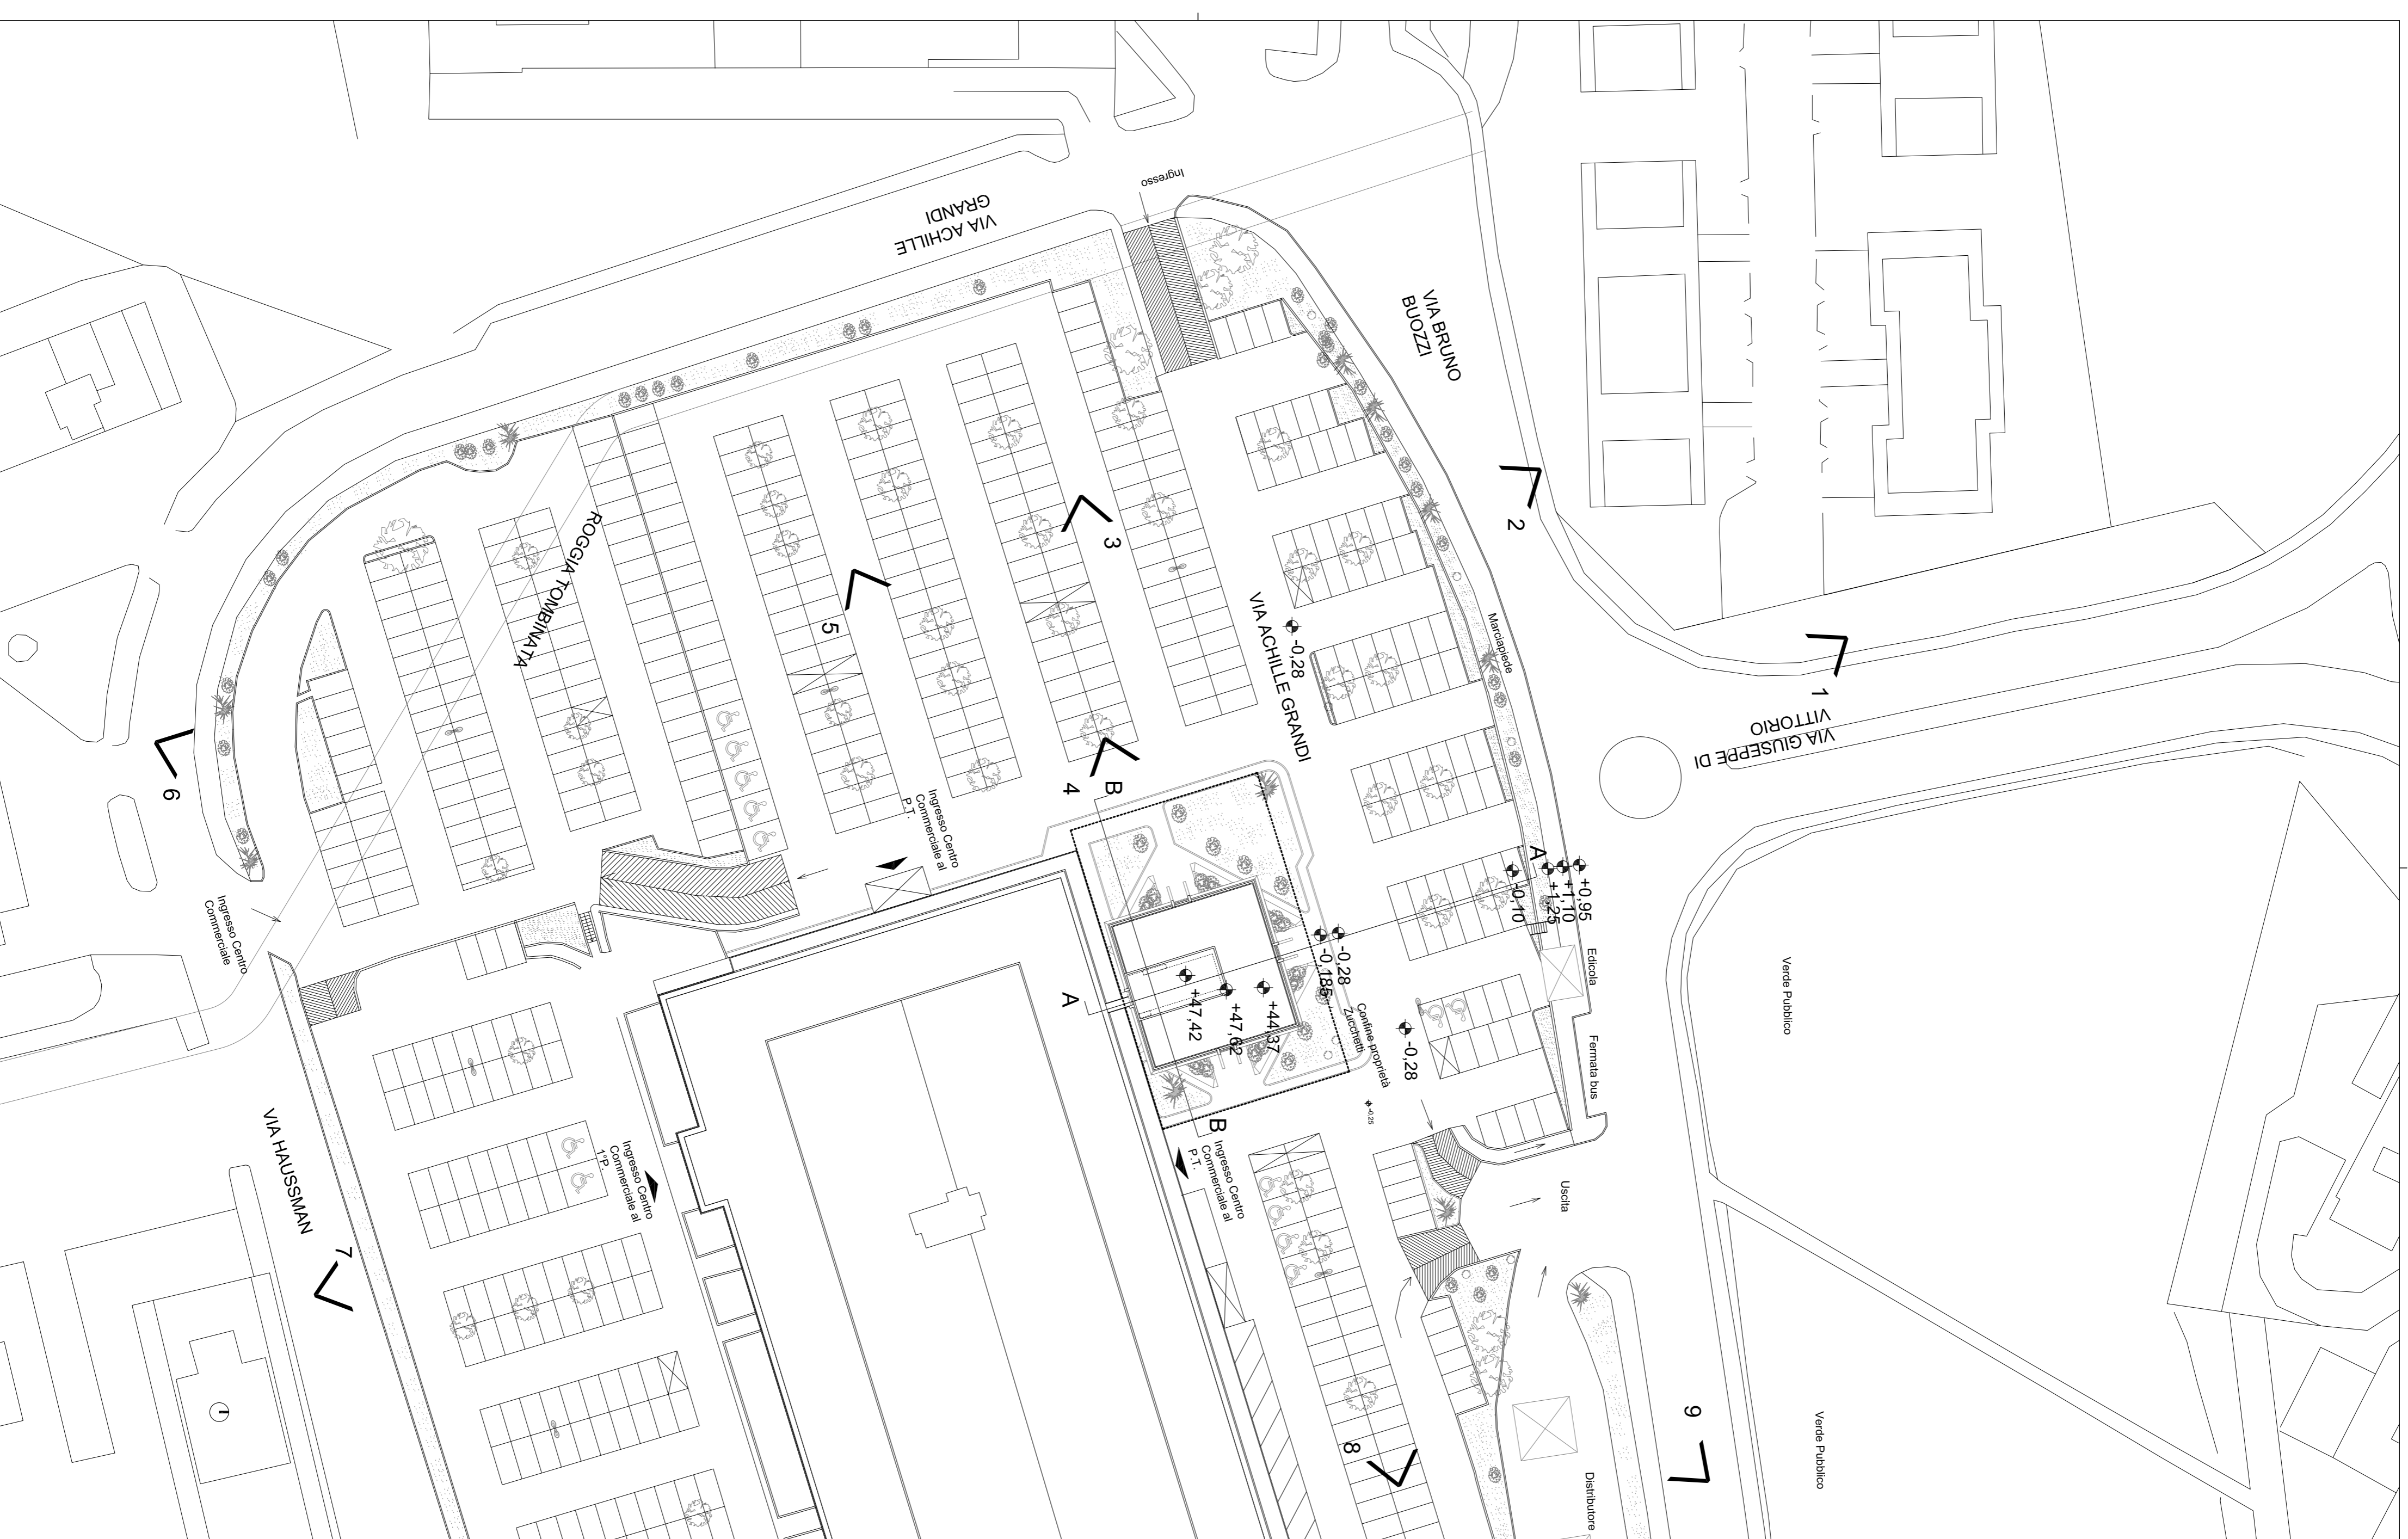 Ingresso
VIA ACHILLE
GRANDI
VIA BRUNO
BUOZZI
2
3
ROGGIA TOMBINATA
5
VIA ACHILLE GRANDI
-0,28
Marciapiede
1
VIA GIUSEPPE DI
VITTORIO
6
4
B
Ingresso Centro
Commerciale al
P.T.
A
+0,95
+1,10
+1,25
-0,10
Ingresso Centro
Commerciale
-0,28
-0,185
Edicola
Verde Pubblico
A
+47,42
+47,62
+44,37
Confine proprietà
Zucchetti
-0,28
Fermata bus
-0,25
B
VIA HAUSSMAN
Ingresso Centro
Commerciale al
1°P.
Ingresso Centro
Commerciale al
P.T.
Uscita
7
8
9
Verde Pubblico
Distributore